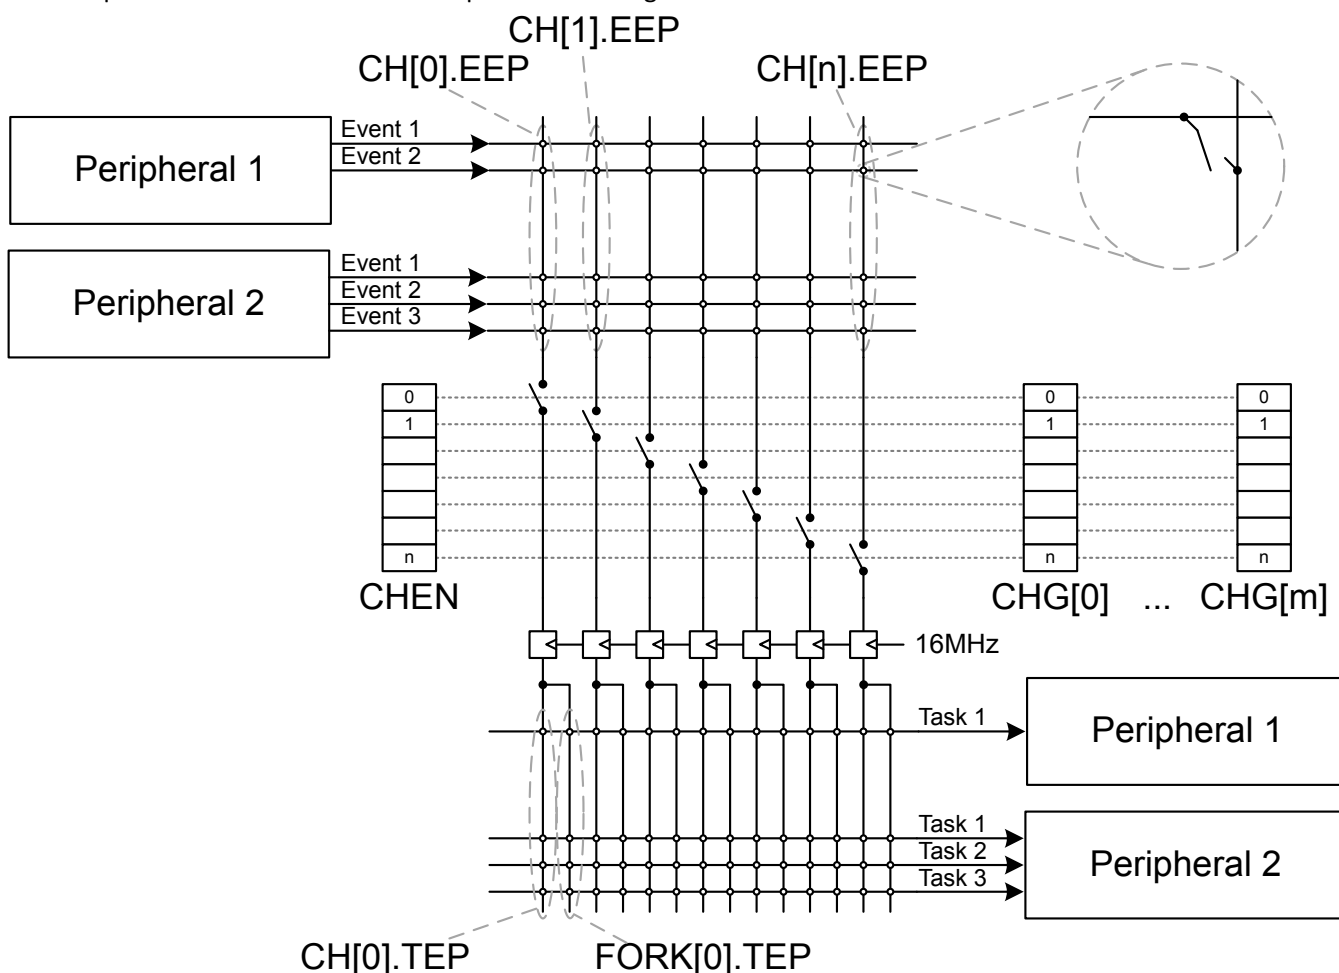 CH[1].EEP
CH[0].EEP
CH[n].EEP
Event 1
Event 2
Peripheral 1
Event 1
Event 2
Event 3
Peripheral 2
0
1
n
CHEN
0
1
n
CHG[0]
...
0
1
n
CHG[m]
16MHz
Task 1
Peripheral 1
Task 1
Task 2
Task 3
Peripheral 2
CH[0].TEP
FORK[0].TEP